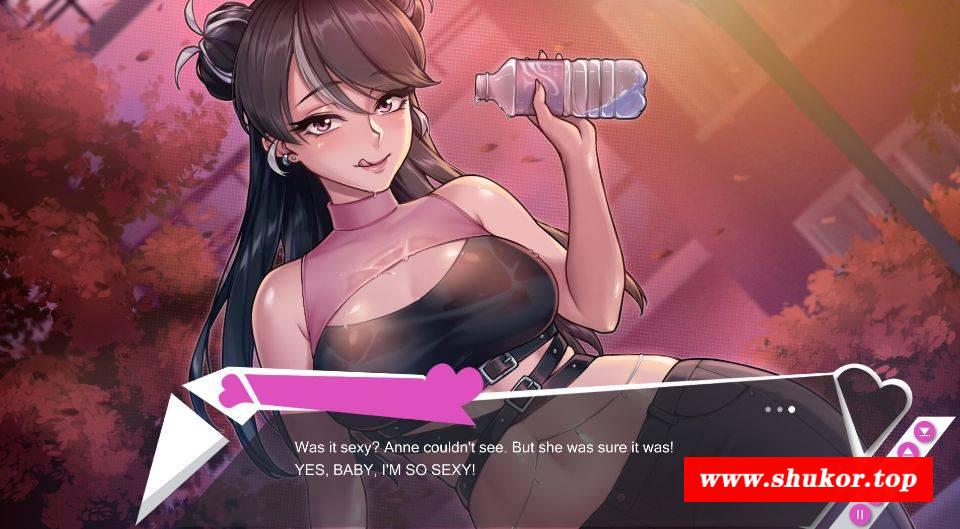 Was it sexy? Anne couldn't see. But she was sure it was!
YES, BABY, I'M SO SEXY!
www.shukor.top